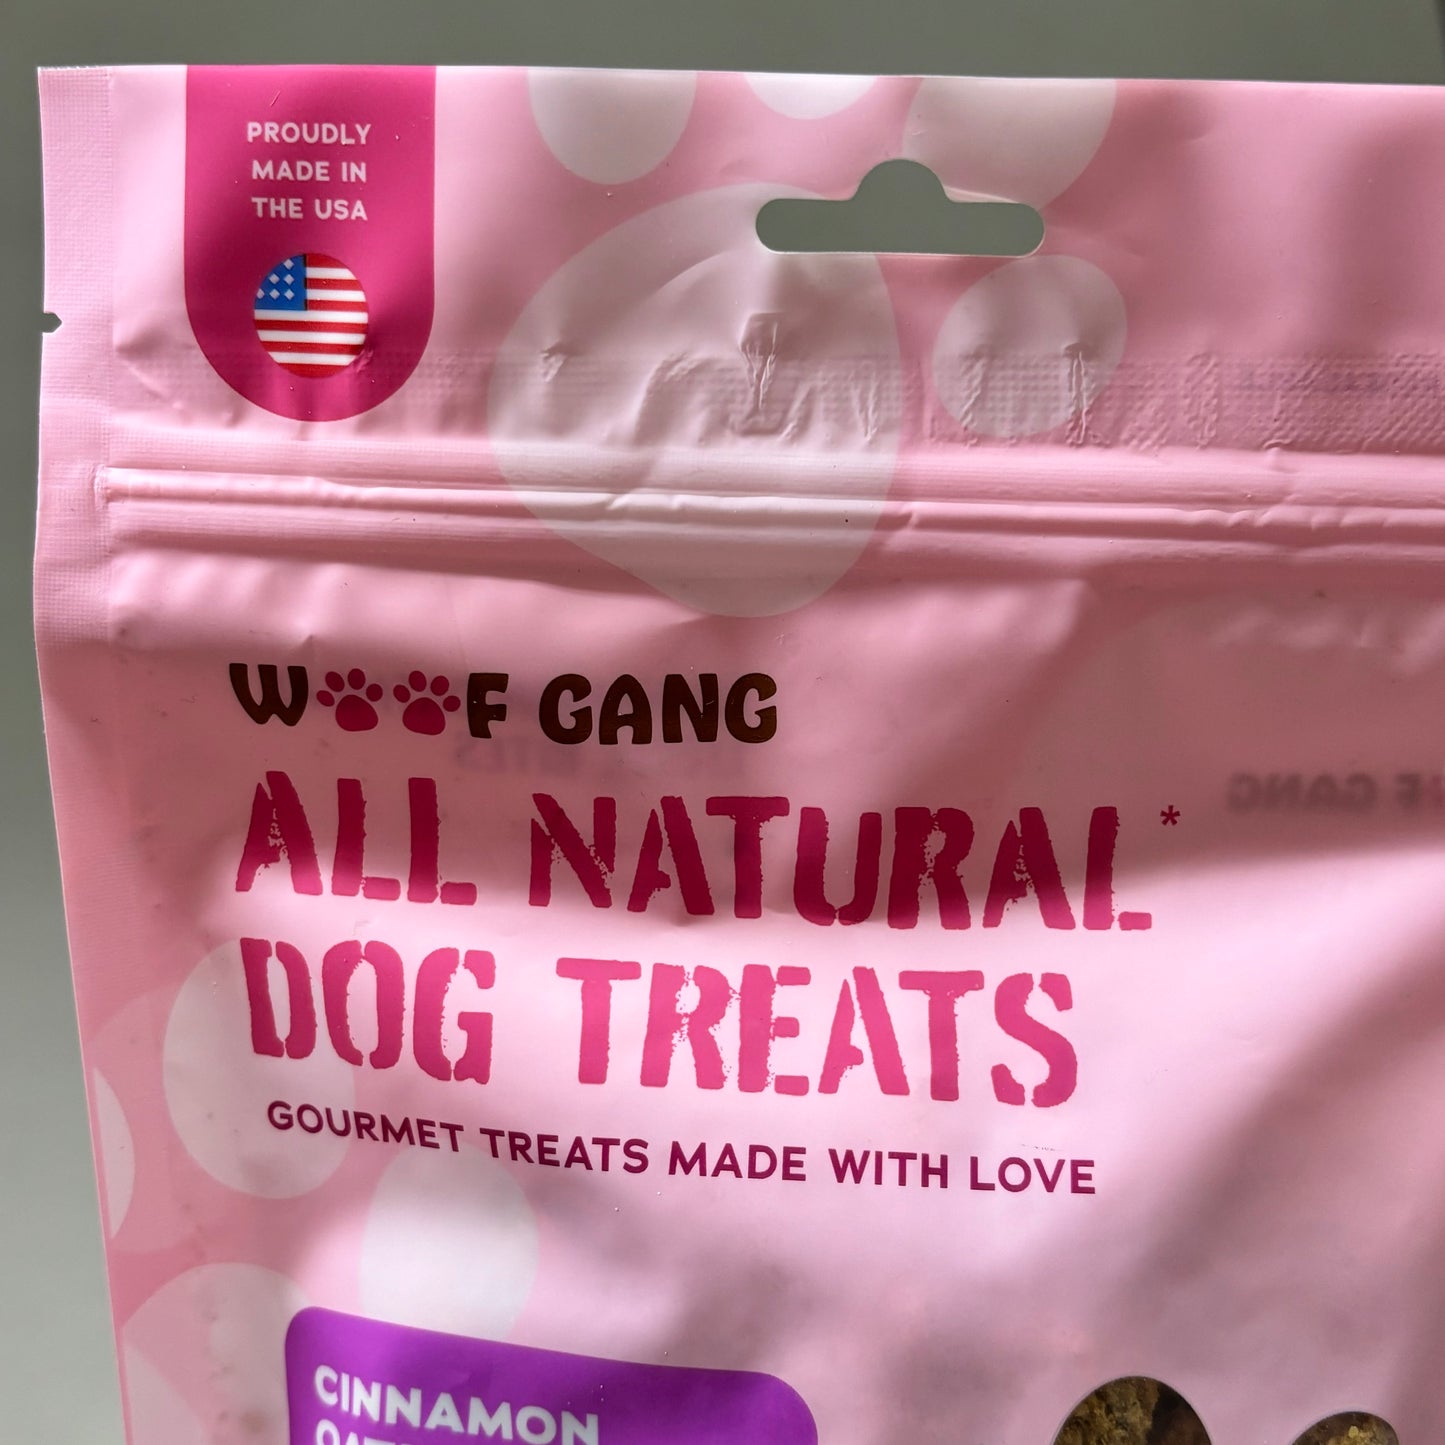 PROUDLY
MADE IN
THE USA
WOOF GANG
ALL NATURAL*
DOG TREATS
GOURMET TREATS MADE WITH LOVE
CINNAMON